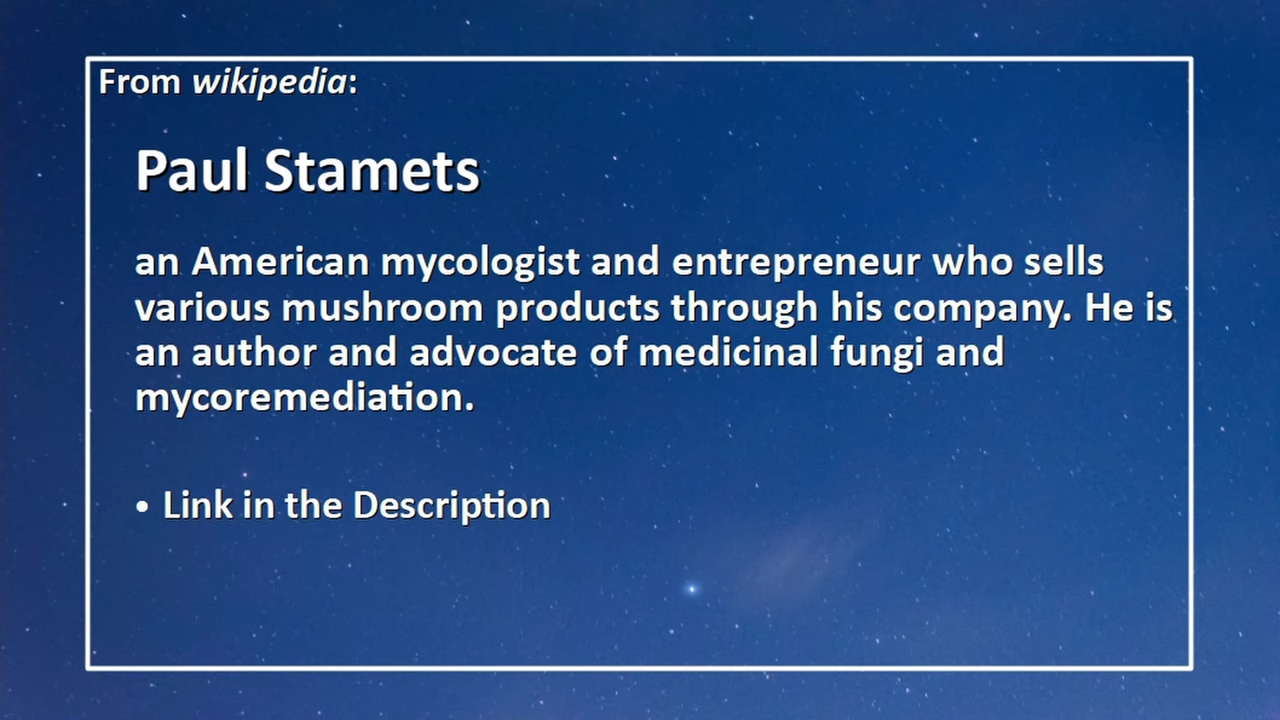 From wikipedia:
Paul Stamets
an American mycologist and entrepreneur who sells
various mushroom products through his company. He is
an author and advocate of medicinal fungi and
mycoremediation.
• Link in the Description